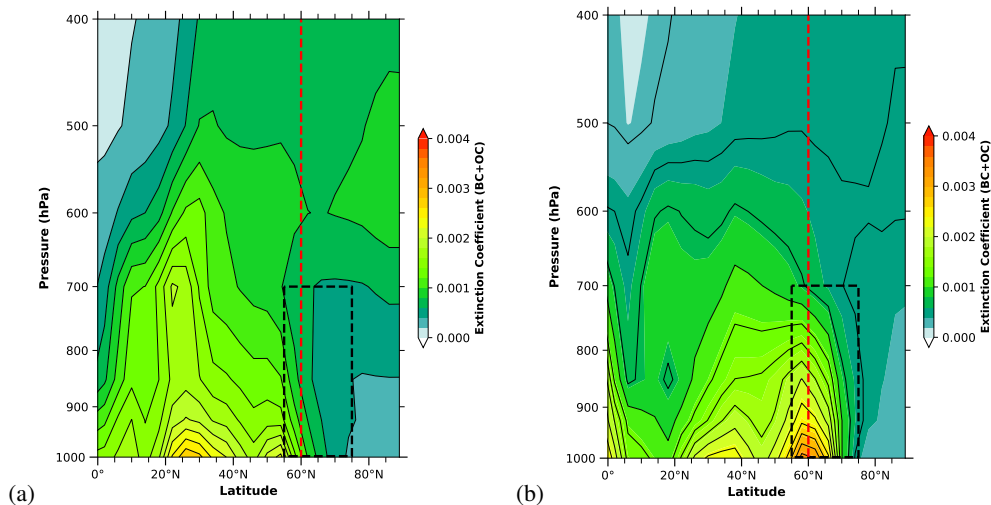 400
500
600
700
800
900
1000
Pressure (hPa)
0°
20°N
40°N
60°N
80°N
Latitude
0.004
0.003
0.002
0.001
0.000
Extinction Coefficient (BC+OC)
(a)
400
500
600
700
800
900
1000
Pressure (hPa)
0°
20°N
40°N
60°N
80°N
Latitude
0.004
0.003
0.002
0.001
0.000
Extinction Coefficient (BC+OC)
(b)